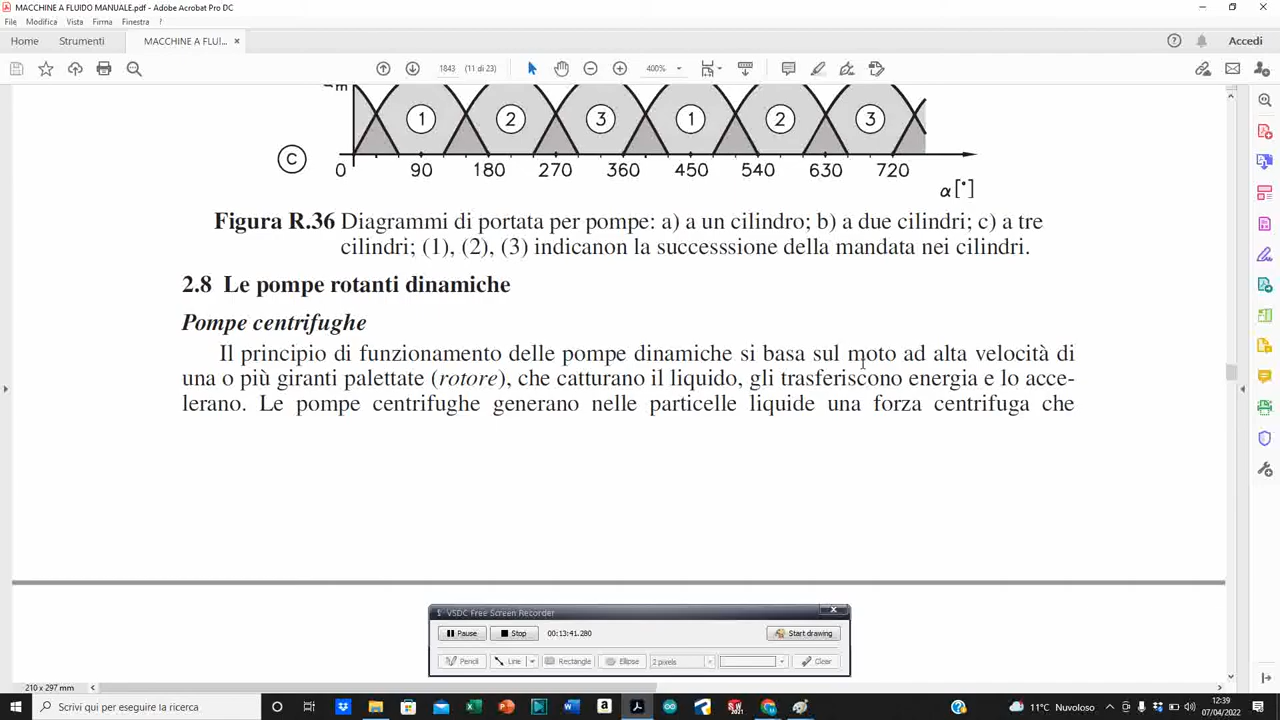 MACCHINE A FLUIDO MANUALE.pdf - Adobe Acrobat Pro DC
File Modifica Vista Firma Finestra ?
Home Strumenti MACCHINE A FLUI... × Accedi
1843 (11 di 23) 400%
1 2 3 1 2 3
C
0 90 180 270 360 450 540 630 720
α[°]
Figura R.36 Diagrammi di portata per pompe: a) a un cilindro; b) a due cilindri; c) a tre
cilindri; (1), (2), (3) indicanon la successsione della mandata nei cilindri.
2.8 Le pompe rotanti dinamiche
Pompe centrifughe
Il principio di funzionamento delle pompe dinamiche si basa sul moto ad alta velocità di
una o più giranti palettate (rotore), che catturano il liquido, gli trasferiscono energia e lo acce-
lerano. Le pompe centrifughe generano nelle particelle liquide una forza centrifuga che
1 VSDC Free Screen Recorder
Pause Stop 00:13:41.280 Start drawing
Pencil Line Rectangle Ellipse 2 pixels Clear
210 x 297 mm
Scrivi qui per eseguire la ricerca 11°C Nuvoloso 12:39
07/04/2022